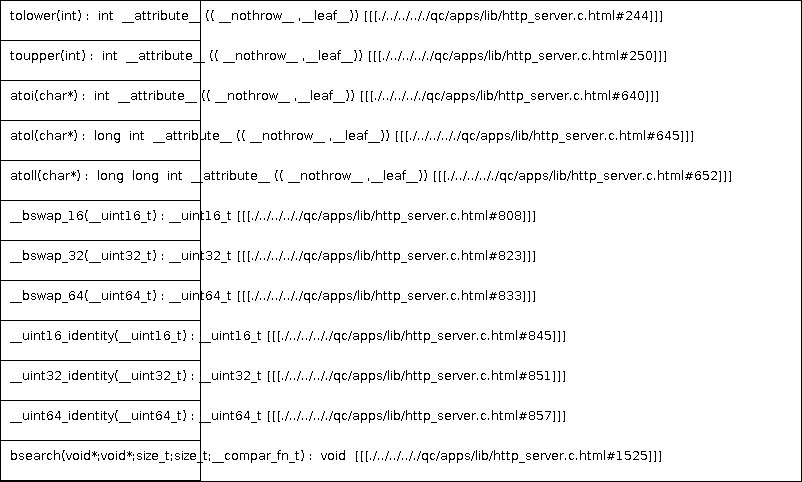 tolower(int) : int __attribute__ (( __nothrow__ ,__leaf__)) [[[./../../././qc/apps/lib/http_server.c.html#244]]]
toupper(int) : int __attribute__ (( __nothrow__ ,__leaf__)) [[[./../../././qc/apps/lib/http_server.c.html#250]]]
atoi(char*) : int __attribute__ (( __nothrow__ ,__leaf__)) [[[./../../././qc/apps/lib/http_server.c.html#640]]]
atol(char*) : long int __attribute__ (( __nothrow__ ,__leaf__)) [[[./../../././qc/apps/lib/http_server.c.html#645]]]
atoll(char*) : long long int __attribute__ (( __nothrow__ ,__leaf__)) [[[./../../././qc/apps/lib/http_server.c.html#652]]]
__bswap_16(__uint16_t) : __uint16_t [[[./../../././qc/apps/lib/http_server.c.html#808]]]
__bswap_32(__uint32_t) : __uint32_t [[[./../../././qc/apps/lib/http_server.c.html#823]]]
__bswap_64(__uint64_t) : __uint64_t [[[./../../././qc/apps/lib/http_server.c.html#833]]]
__uint16_identity(__uint16_t) : __uint16_t [[[./../../././qc/apps/lib/http_server.c.html#845]]]
__uint32_identity(__uint32_t) : __uint32_t [[[./../../././qc/apps/lib/http_server.c.html#851]]]
__uint64_identity(__uint64_t) : __uint64_t [[[./../../././qc/apps/lib/http_server.c.html#857]]]
bsearch(void*;void*;size_t;size_t;__compar_fn_t) : void [[[./../../././qc/apps/lib/http_server.c.html#1525]]]